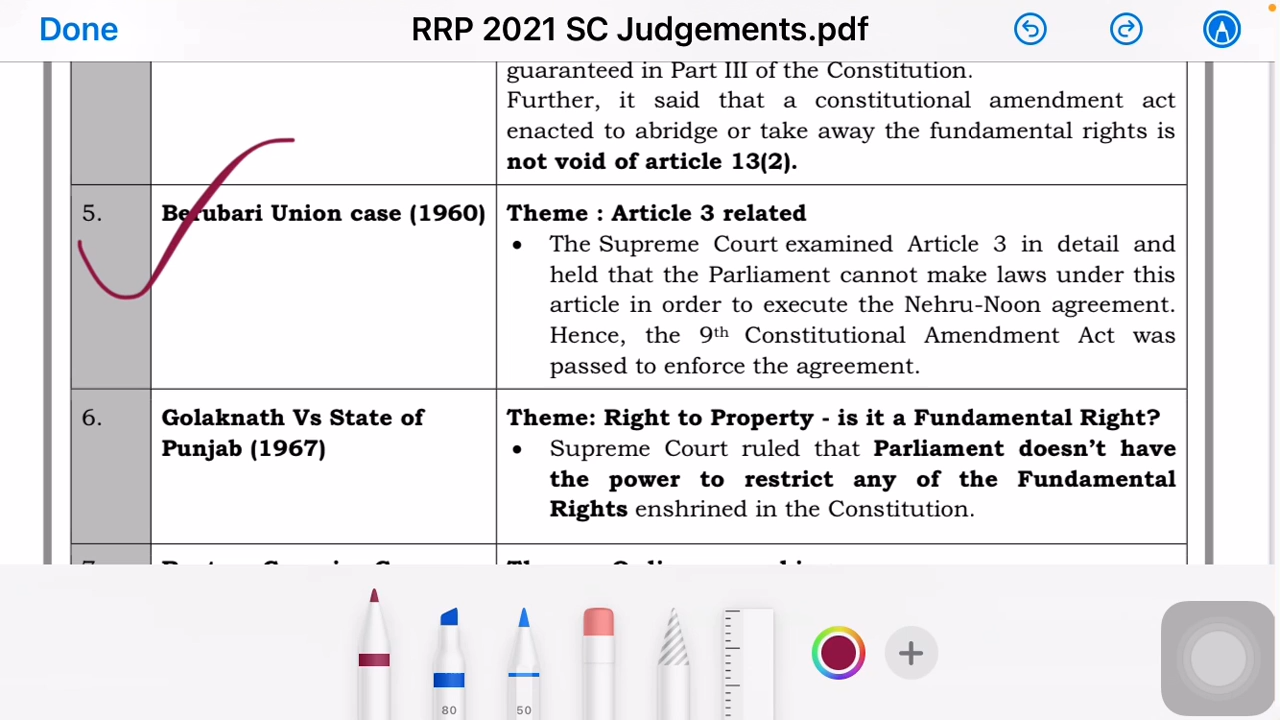 Done
RRP 2021 SC Judgements.pdf
guaranteed in Part III of the Constitution.
Further, it said that a constitutional amendment act
enacted to abridge or take away the fundamental rights is
not void of article 13(2).
5.
Berubari Union case (1960)
Theme : Article 3 related
• The Supreme Court examined Article 3 in detail and
held that the Parliament cannot make laws under this
article in order to execute the Nehru-Noon agreement.
Hence, the 9th Constitutional Amendment Act was
passed to enforce the agreement.
6.
Golaknath Vs State of
Punjab (1967)
Theme: Right to Property - is it a Fundamental Right?
• Supreme Court ruled that Parliament doesn’t have
the power to restrict any of the Fundamental
Rights enshrined in the Constitution.
80
50